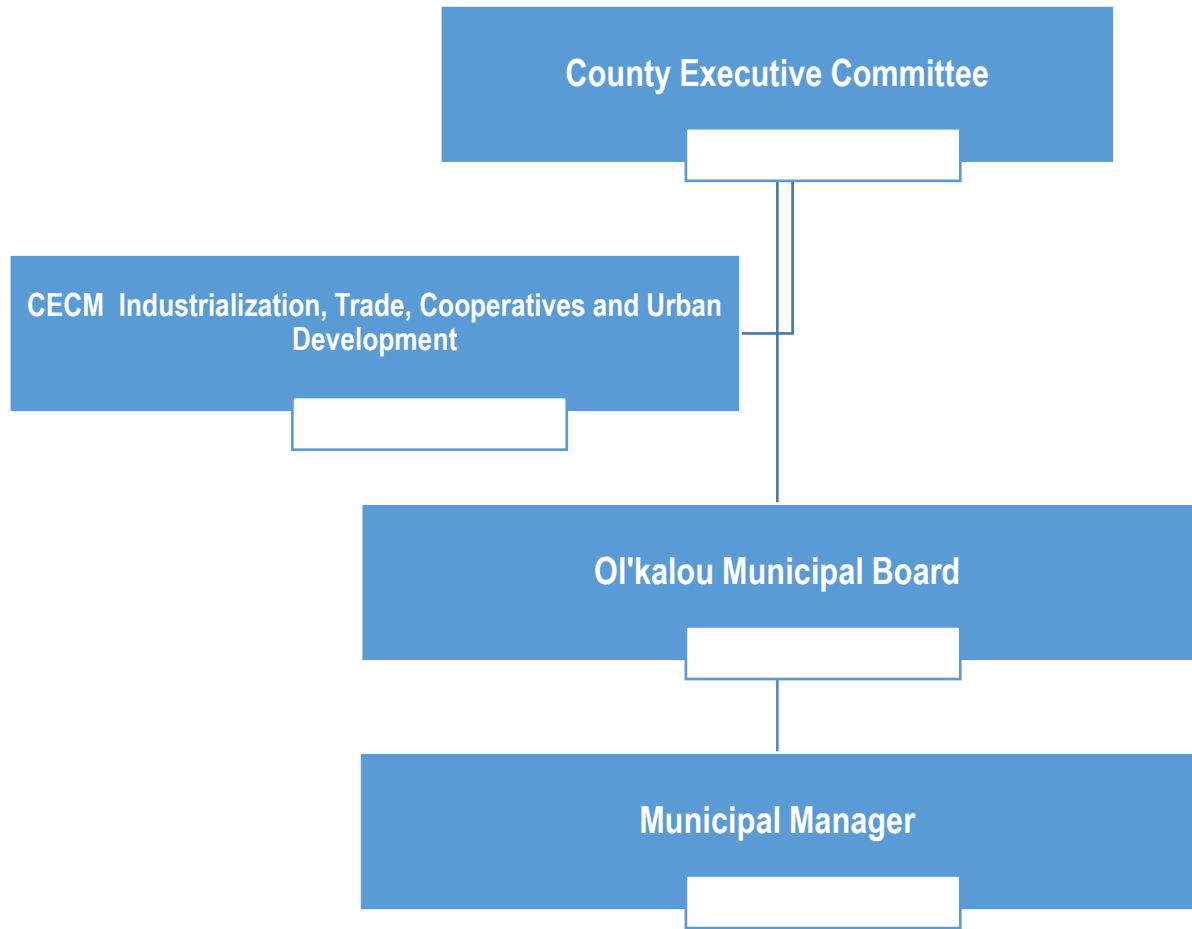 County Executive Committee
CECM  Industrialization, Trade, Cooperatives and Urban
Development
Ol'kalou Municipal Board
Municipal Manager